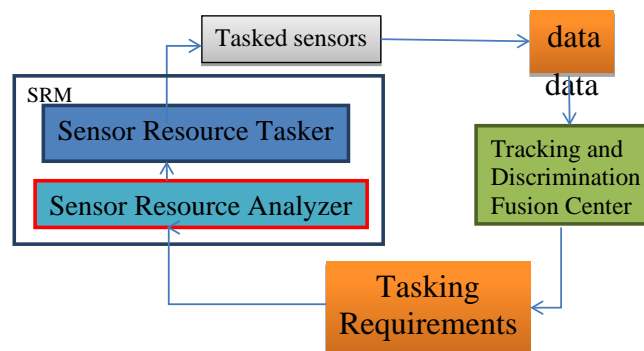 Tasked sensors
data
data
SRM
Sensor Resource Tasker
Sensor Resource Analyzer
Tracking and
Discrimination
Fusion Center
Tasking
Requirements